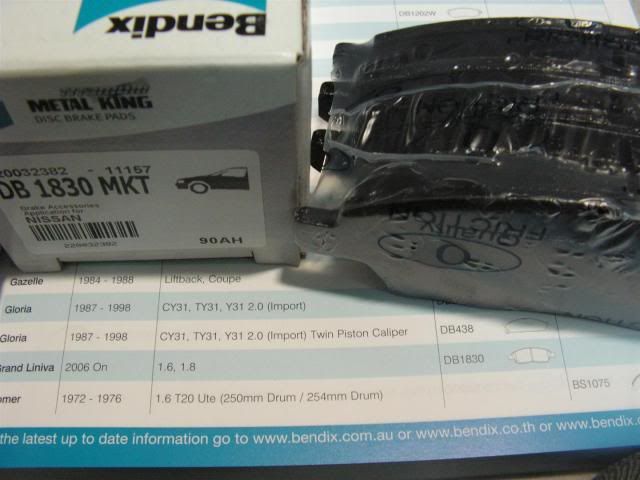 DB1202W
Bendix
METAL KING
DISC BRAKE PADS
20032382 - 11157
DB 1830 MKT
Brake Accessories
Application for
NISSAN
220032382
90AH
FRICTION
Gazelle 1984 - 1988 Liftback, Coupe
Gloria 1987 - 1998 CY31, TY31, Y31 2.0 (Import)
Gloria 1987 - 1998 CY31, TY31, Y31 2.0 (Import) Twin Piston Caliper DB438
Grand Liniva 2006 On 1.6, 1.8 DB1830
omer 1972 - 1976 1.6 T20 Ute (250mm Drum / 254mm Drum) BS1075
the latest up to date information go to www.bendix.com.au or www.bendix.co.th or www.bendix.